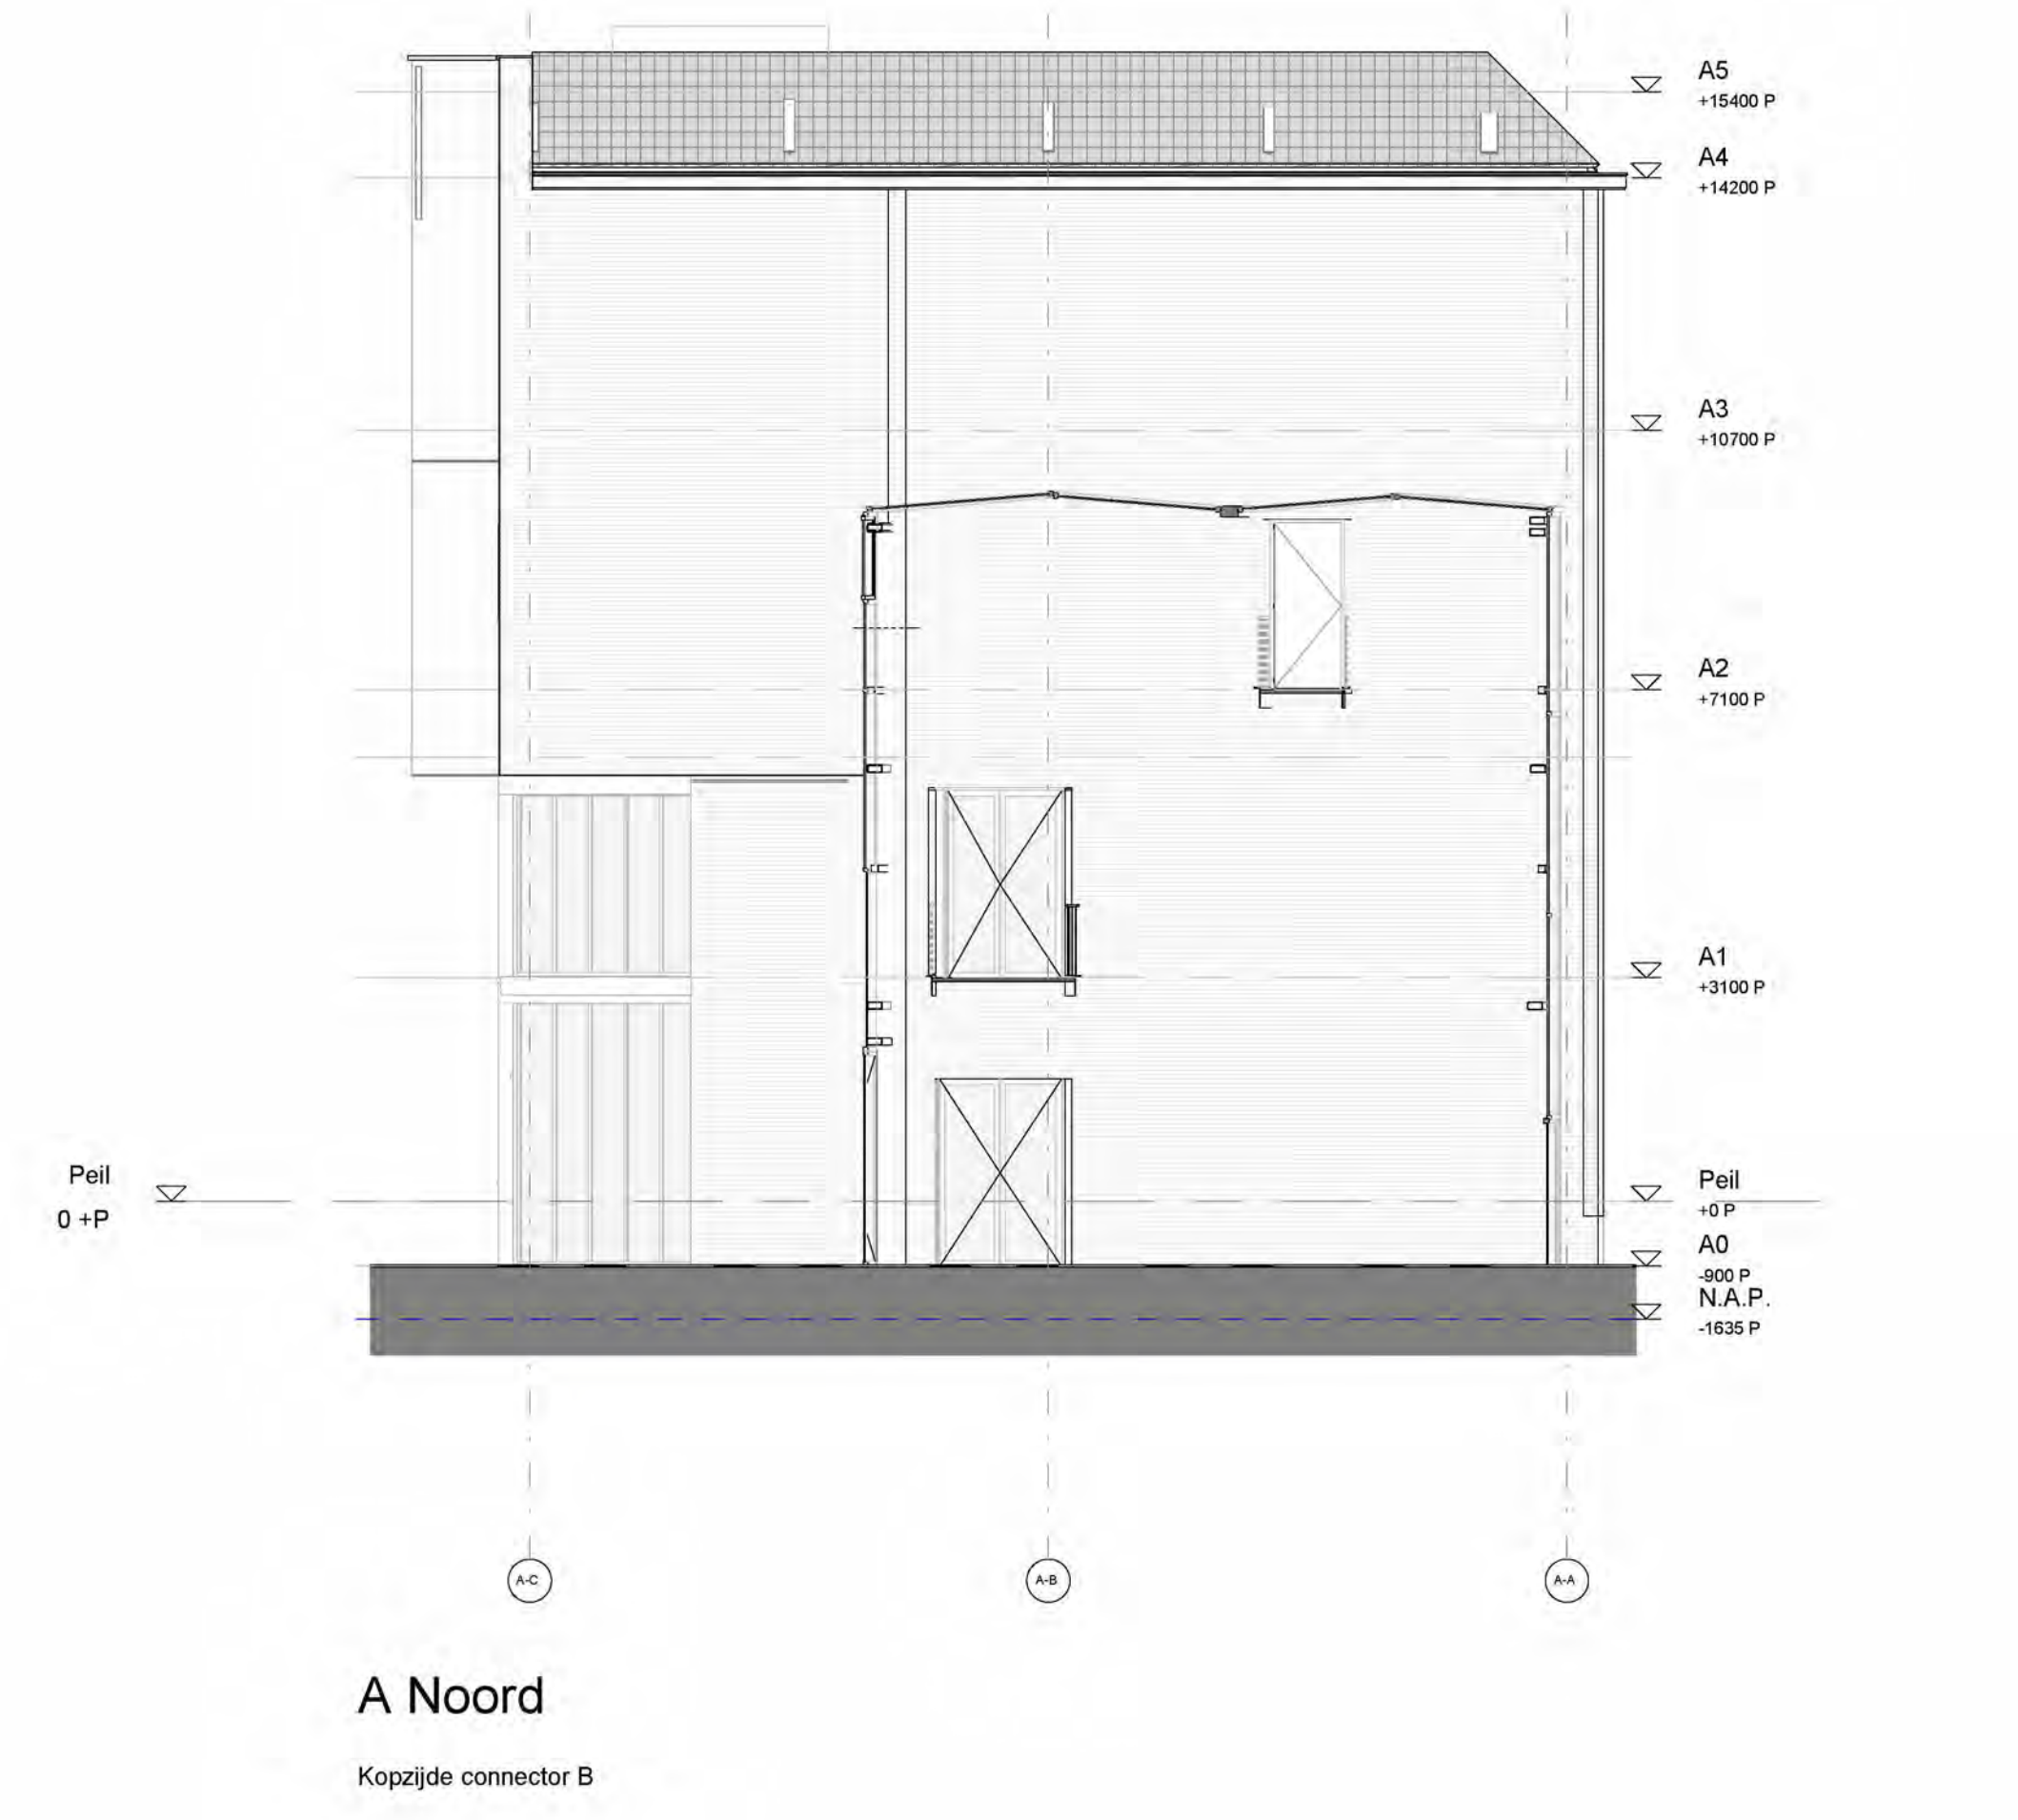 A5
+15400 P
A4
+14200 P
A3
+10700 P
A2
+7100 P
A1
+3100 P
Peil
0 +P
Peil
+0 P
A0
-900 P
N.A.P.
-1635 P
A-C
A-B
A-A
A Noord
Kopzijde connector B